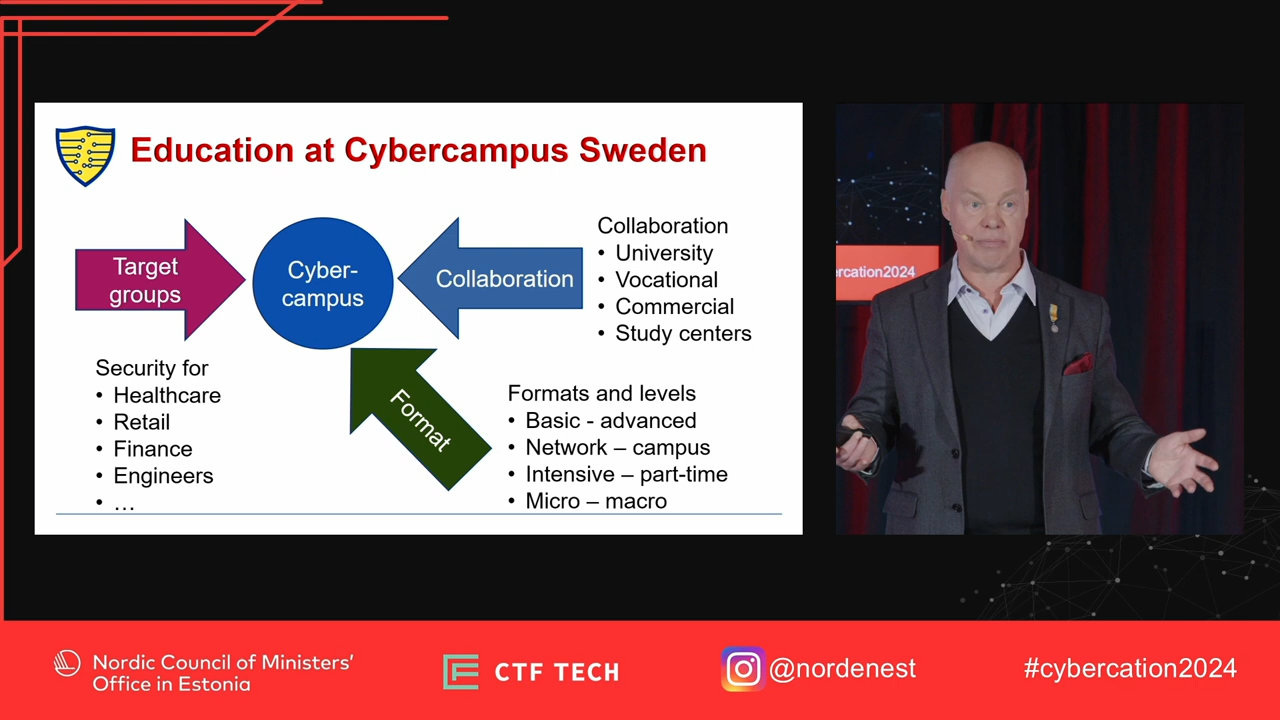 Education at Cybercampus Sweden
Target
groups
Cyber-
campus
Collaboration
Collaboration
• University
• Vocational
• Commercial
• Study centers
Security for
• Healthcare
• Retail
• Finance
• Engineers
• …
Format
Formats and levels
• Basic - advanced
• Network – campus
• Intensive – part-time
• Micro – macro
ercation2024
Nordic Council of Ministers'
Office in Estonia
CTF TECH
@nordenest
#cybercation2024